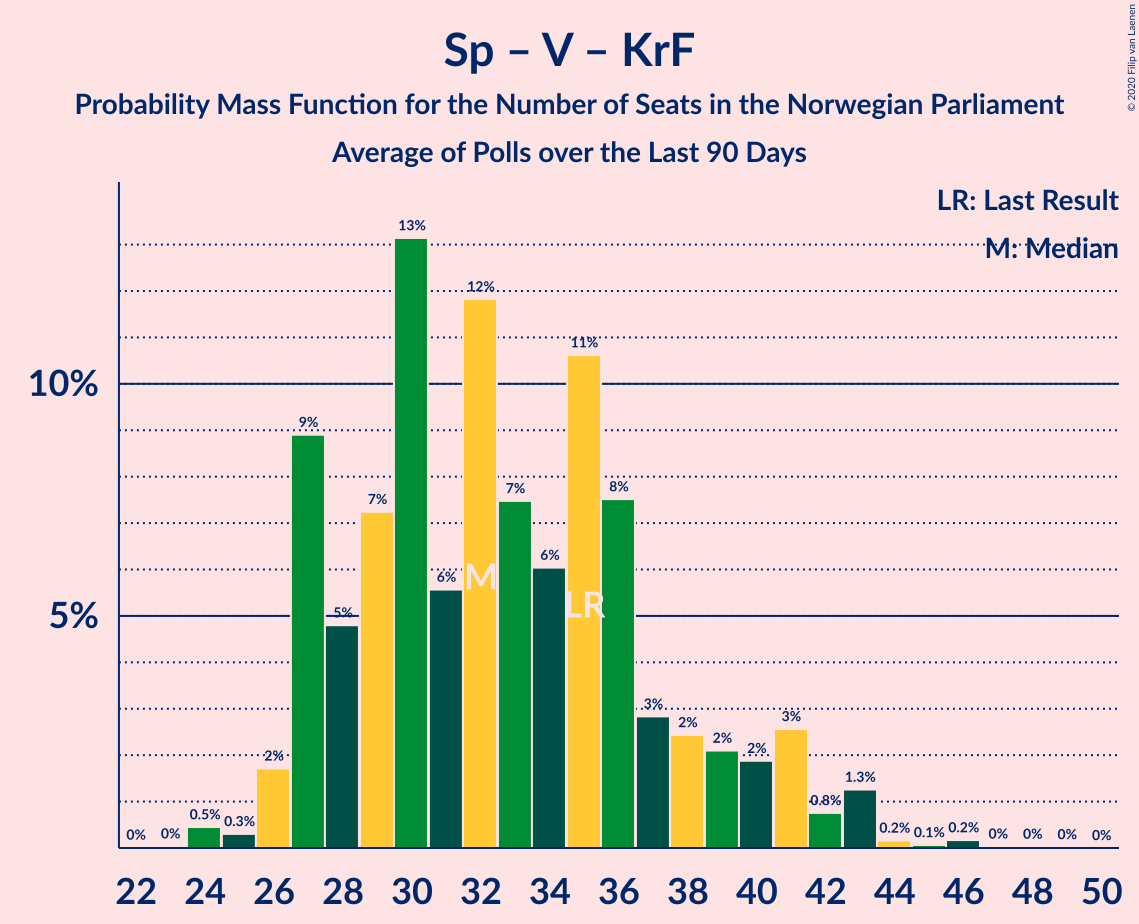 Sp – V – KrF
Probability Mass Function for the Number of Seats in the Norwegian Parliament
Average of Polls over the Last 90 Days
© 2020 Filip van Laenen
LR: Last Result
M: Median
10%
5%
0% 0% 0.5% 0.3% 2% 9% 5% 7% 13% 6% 12% 7% 6% 11% 8% 3% 2% 2% 2% 3% 0.8% 1.3% 0.2% 0.1% 0.2% 0% 0% 0% 0%
M
LR
22 24 26 28 30 32 34 36 38 40 42 44 46 48 50